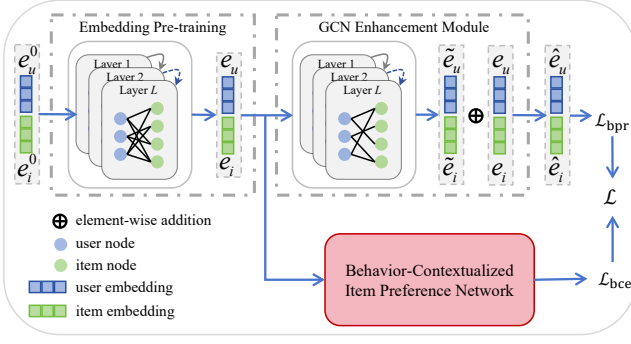 Embedding Pre-training
GCN Enhancement Module
e_u^0
e_i^0
Layer 1
Layer 2
Layer L
e_u
e_i
Layer 1
Layer 2
Layer L
ẽ_u
ẽ_i
⊕
e_u
e_i
ê_u
ê_i
ℒ_bpr
ℒ
ℒ_bce
⊕ element-wise addition
user node
item node
user embedding
item embedding
Behavior-Contextualized
Item Preference Network